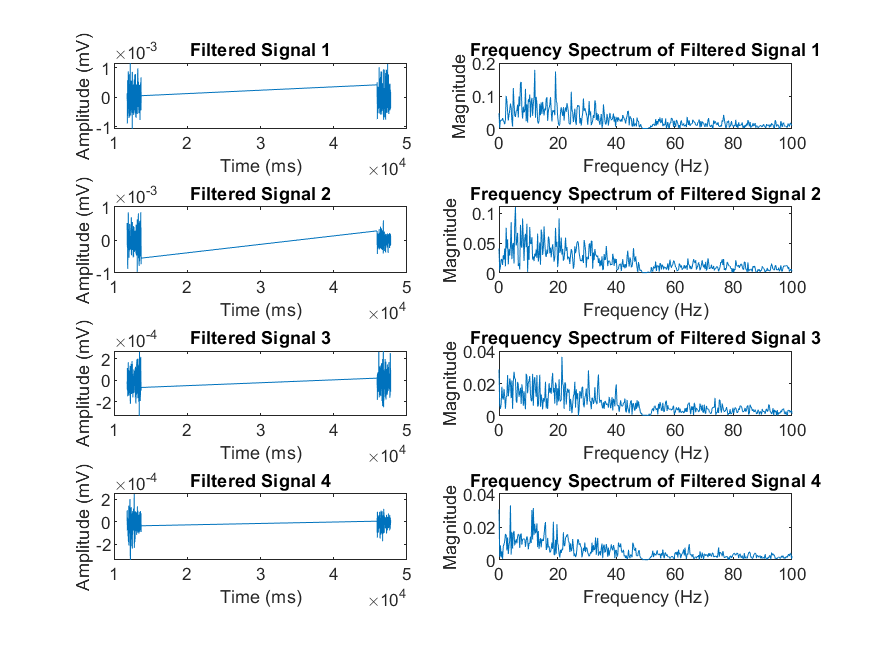 ×10⁻³
Filtered Signal 1
Amplitude (mV)
1
0
-1
1 2 3 4 5
Time (ms)
×10⁴
Frequency Spectrum of Filtered Signal 1
Magnitude
0.2
0.1
0
0 20 40 60 80 100
Frequency (Hz)
×10⁻³
Filtered Signal 2
Amplitude (mV)
1
0
-1
1 2 3 4 5
Time (ms)
×10⁴
Frequency Spectrum of Filtered Signal 2
Magnitude
0.1
0.05
0
0 20 40 60 80 100
Frequency (Hz)
×10⁻⁴
Filtered Signal 3
Amplitude (mV)
2
0
-2
1 2 3 4 5
Time (ms)
×10⁴
Frequency Spectrum of Filtered Signal 3
Magnitude
0.04
0.02
0
0 20 40 60 80 100
Frequency (Hz)
×10⁻⁴
Filtered Signal 4
Amplitude (mV)
2
0
-2
1 2 3 4 5
Time (ms)
×10⁴
Frequency Spectrum of Filtered Signal 4
Magnitude
0.04
0.02
0
0 20 40 60 80 100
Frequency (Hz)